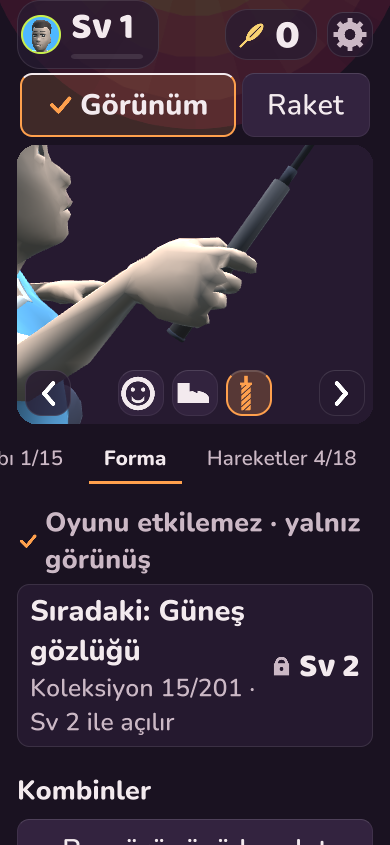 Sv 1
0
Görünüm
Raket
bı 1/15
Forma
Hareketler 4/18
Oyunu etkilemez · yalnız
görünüş
Sıradaki: Güneş
gözlüğü
Sv 2
Koleksiyon 15/201 ·
Sv 2 ile açılır
Kombinler